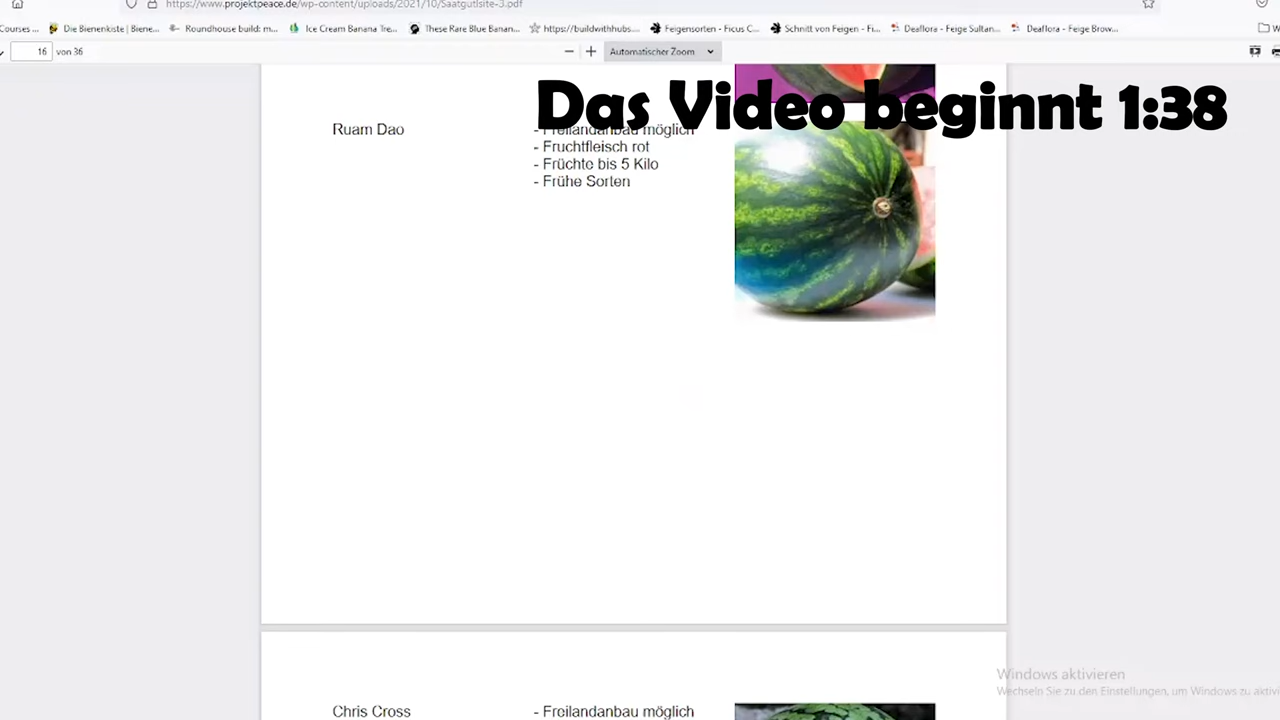 https://www.projektpeace.de/wp-content/uploads/2021/10/Saatgutlsite-3.pdf
Courses ... Die Bienenkiste | Biene... Roundhouse build: m... Ice Cream Banana Tre... These Rare Blue Banan... https://buildwithhubs.... Feigensorten - Ficus C... Schnitt von Feigen - Fi... Deaflora - Feige Sultan... Deaflora - Feige Brow... W
16 von 36 Automatischer Zoom
Das Video beginnt 1:38
Ruam Dao - Freilandanbau möglich
- Fruchtfleisch rot
- Früchte bis 5 Kilo
- Frühe Sorten
Windows aktivieren
Wechseln Sie zu den Einstellungen, um Windows zu aktivi
Chris Cross - Freilandanbau möglich